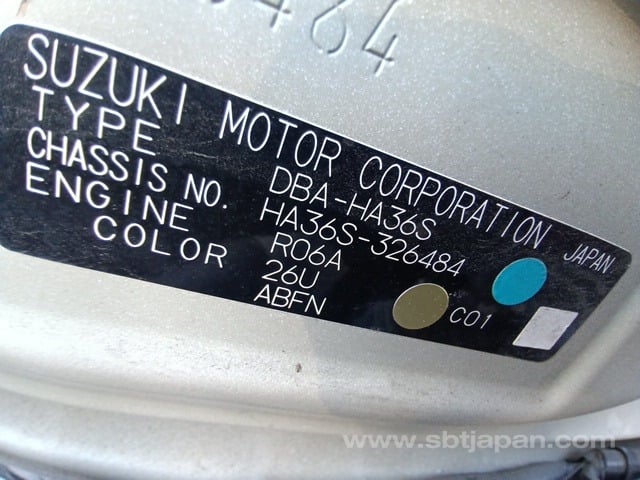 6484
SUZUKI MOTOR CORPORATION JAPAN
TYPE DBA-HA36S
CHASSIS NO. HA36S-326484
ENGINE R06A
COLOR 26U
ABFN C01
www.sbtjapan.com